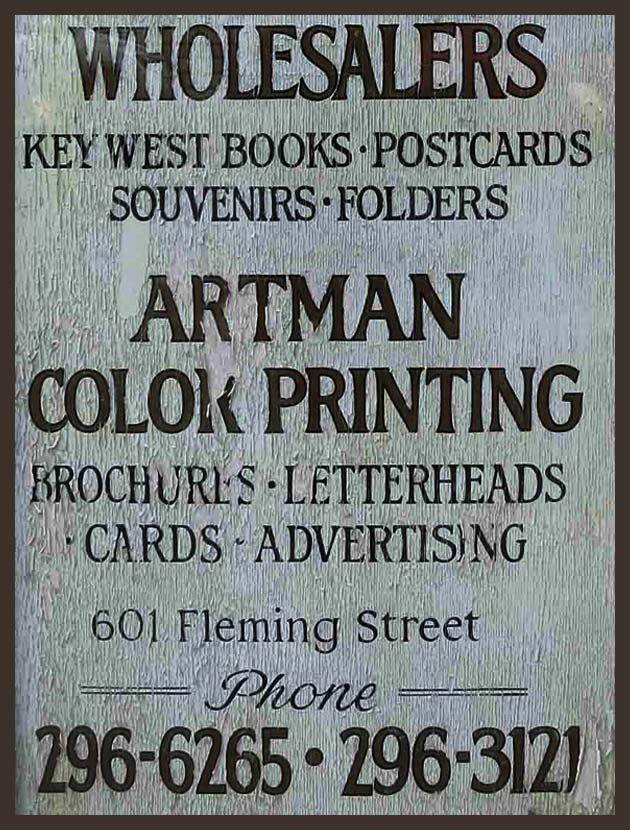 WHOLESALERS
KEY WEST BOOKS · POSTCARDS
SOUVENIRS · FOLDERS
ARTMAN
COLOR PRINTING
BROCHURES · LETTERHEADS
· CARDS · ADVERTISING
601 Fleming Street
Phone
296-6265 · 296-3121